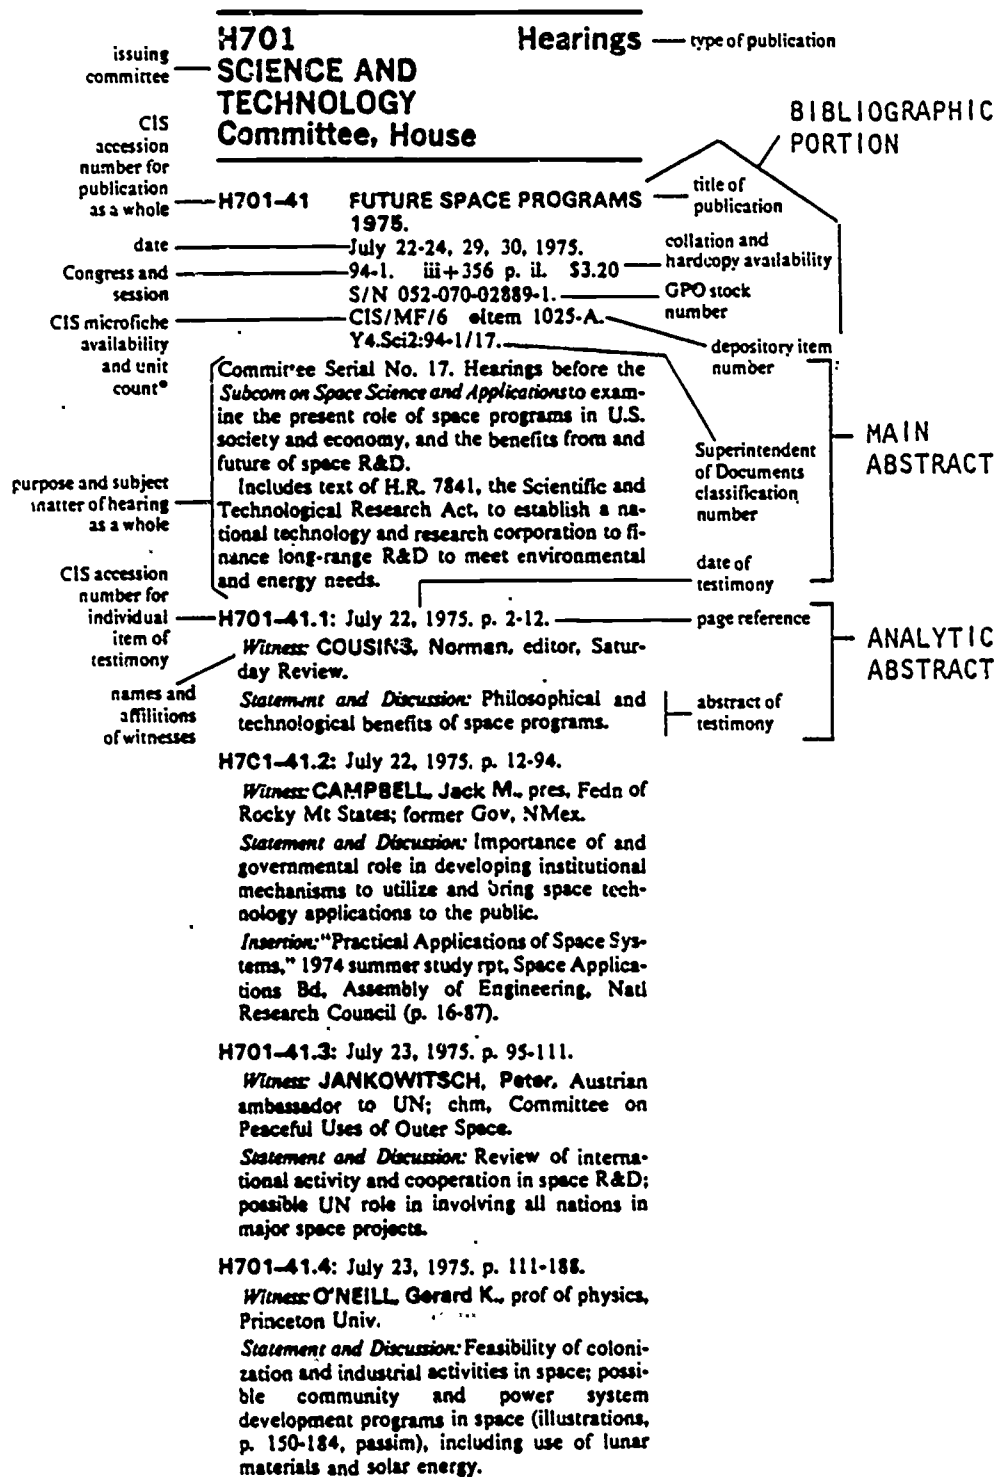 H701 Hearings
SCIENCE AND
TECHNOLOGY
Committee, House
type of publication
issuing
committee
BIBLIOGRAPHIC
PORTION
CIS
accession
number for
publication
as a whole
H701-41 FUTURE SPACE PROGRAMS
1975.
title of
publication
date
July 22-24, 29, 30, 1975.
collation and
hardcopy availability
Congress and
session
94-1. iii+356 p. il. $3.20
S/N 052-070-02889-1.
GPO stock
number
CIS microfiche
availability
and unit
count*
CIS/MF/6 •Item 1025-A.
Y4.Sci2:94-1/17.
depository item
number
Committee Serial No. 17. Hearings before the
Subcom on Space Science and Applications to exam-
ine the present role of space programs in U.S.
society and economy, and the benefits from and
future of space R&D.
Includes text of H.R. 7841, the Scientific and
Technological Research Act, to establish a na-
tional technology and research corporation to fi-
nance long-range R&D to meet environmental
and energy needs.
MAIN
ABSTRACT
Superintendent
of Documents
classification
number
purpose and subject
matter of hearing
as a whole
date of
testimony
CIS accession
number for
individual
item of
testimony
H701-41.1: July 22, 1975. p. 2-12.
page reference
ANALYTIC
ABSTRACT
Witness: COUSINS, Norman, editor, Satur-
day Review.
names and
affilitions
of witnesses
Statement and Discussion: Philosophical and
technological benefits of space programs.
abstract of
testimony
H701-41.2: July 22, 1975. p. 12-94.
Witness: CAMPBELL, Jack M., pres, Fedn of
Rocky Mt States; former Gov, NMex.
Statement and Discussion: Importance of and
governmental role in developing institutional
mechanisms to utilize and bring space tech-
nology applications to the public.
Insertion: "Practical Applications of Space Sys-
tems," 1974 summer study rpt, Space Applica-
tions Bd, Assembly of Engineering, Natl
Research Council (p. 16-87).
H701-41.3: July 23, 1975. p. 95-111.
Witness: JANKOWITSCH, Peter, Austrian
ambassador to UN; chm, Committee on
Peaceful Uses of Outer Space.
Statement and Discussion: Review of interna-
tional activity and cooperation in space R&D;
possible UN role in involving all nations in
major space projects.
H701-41.4: July 23, 1975. p. 111-188.
Witness: O'NEILL, Gerard K., prof of physics,
Princeton Univ.
Statement and Discussion: Feasibility of coloni-
zation and industrial activities in space; possi-
ble community and power system
development programs in space (illustrations,
p. 150-184, passim), including use of lunar
materials and solar energy.